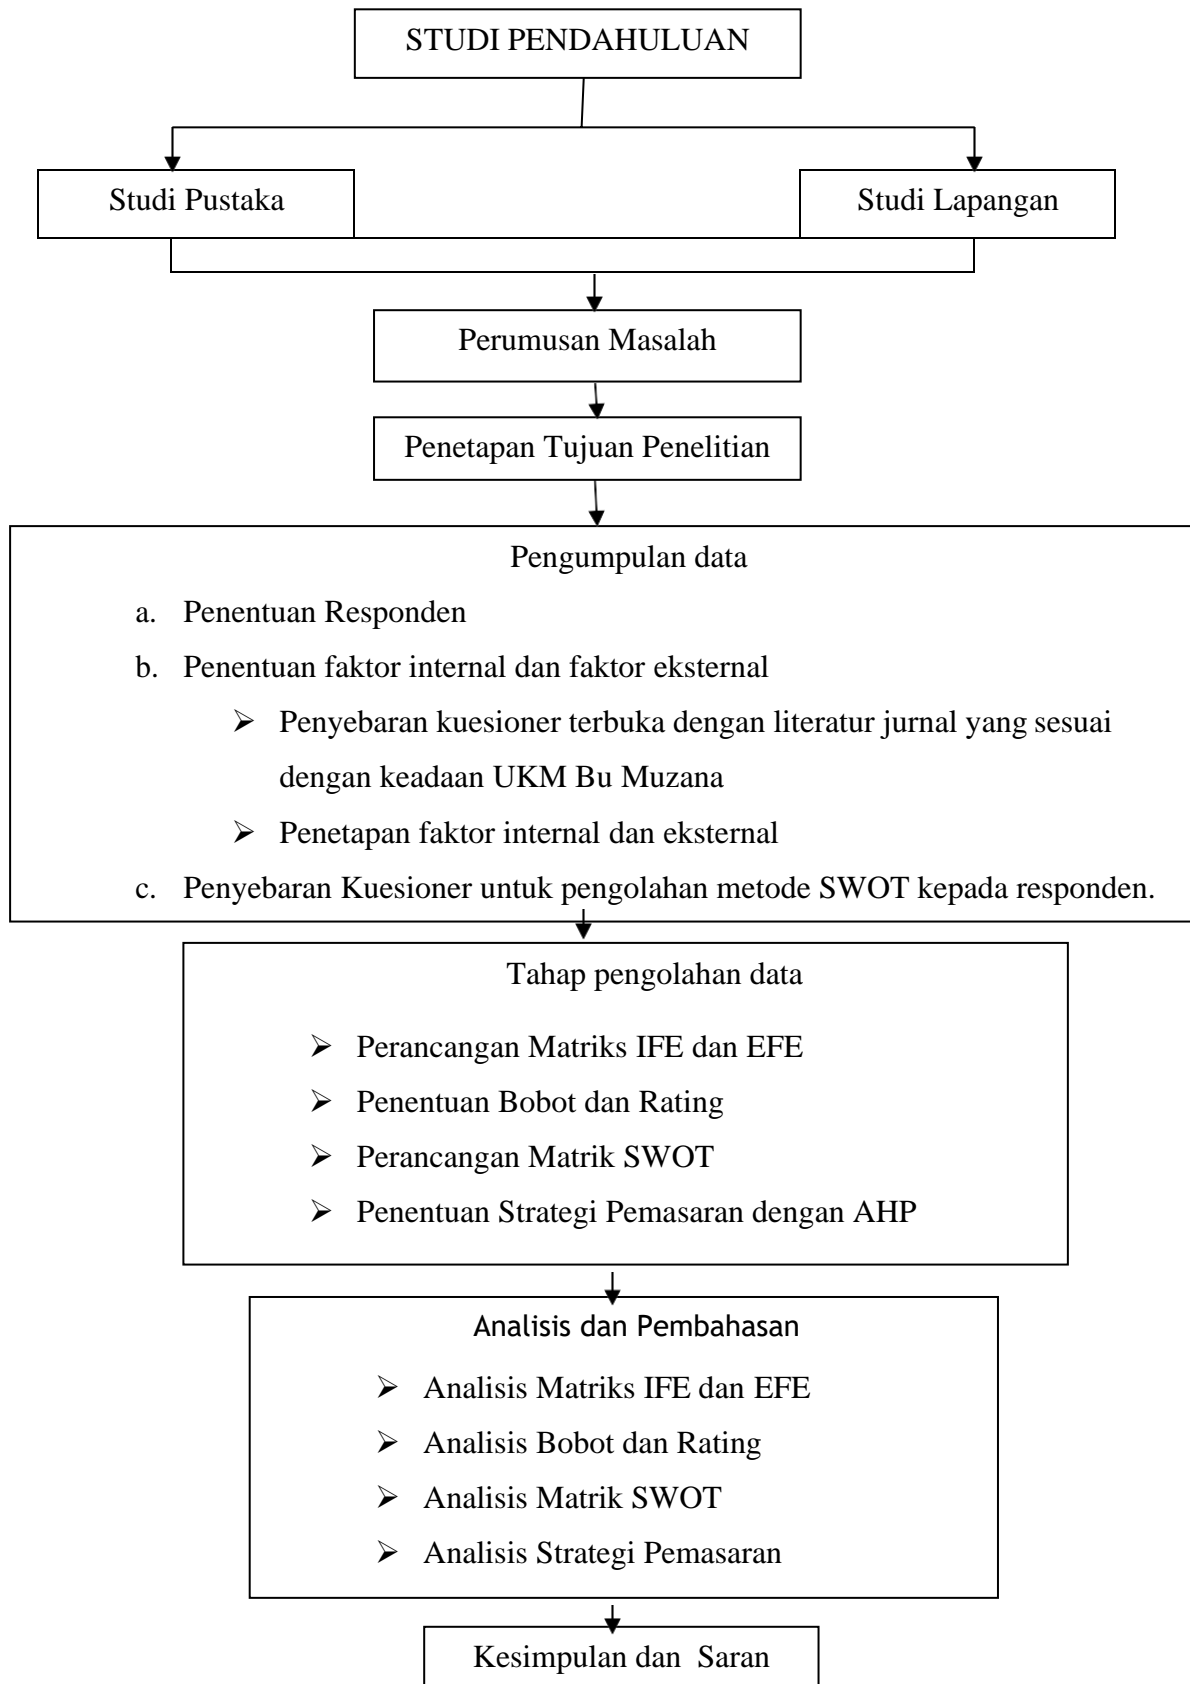 STUDI PENDAHULUAN
Studi Pustaka
Studi Lapangan
Perumusan Masalah
Penetapan Tujuan Penelitian
Pengumpulan data
a. Penentuan Responden
b. Penentuan faktor internal dan faktor eksternal
➢ Penyebaran kuesioner terbuka dengan literatur jurnal yang sesuai
dengan keadaan UKM Bu Muzana
➢ Penetapan faktor internal dan eksternal
c. Penyebaran Kuesioner untuk pengolahan metode SWOT kepada responden.
Tahap pengolahan data
➢ Perancangan Matriks IFE dan EFE
➢ Penentuan Bobot dan Rating
➢ Perancangan Matrik SWOT
➢ Penentuan Strategi Pemasaran dengan AHP
Analisis dan Pembahasan
➢ Analisis Matriks IFE dan EFE
➢ Analisis Bobot dan Rating
➢ Analisis Matrik SWOT
➢ Analisis Strategi Pemasaran
Kesimpulan dan Saran